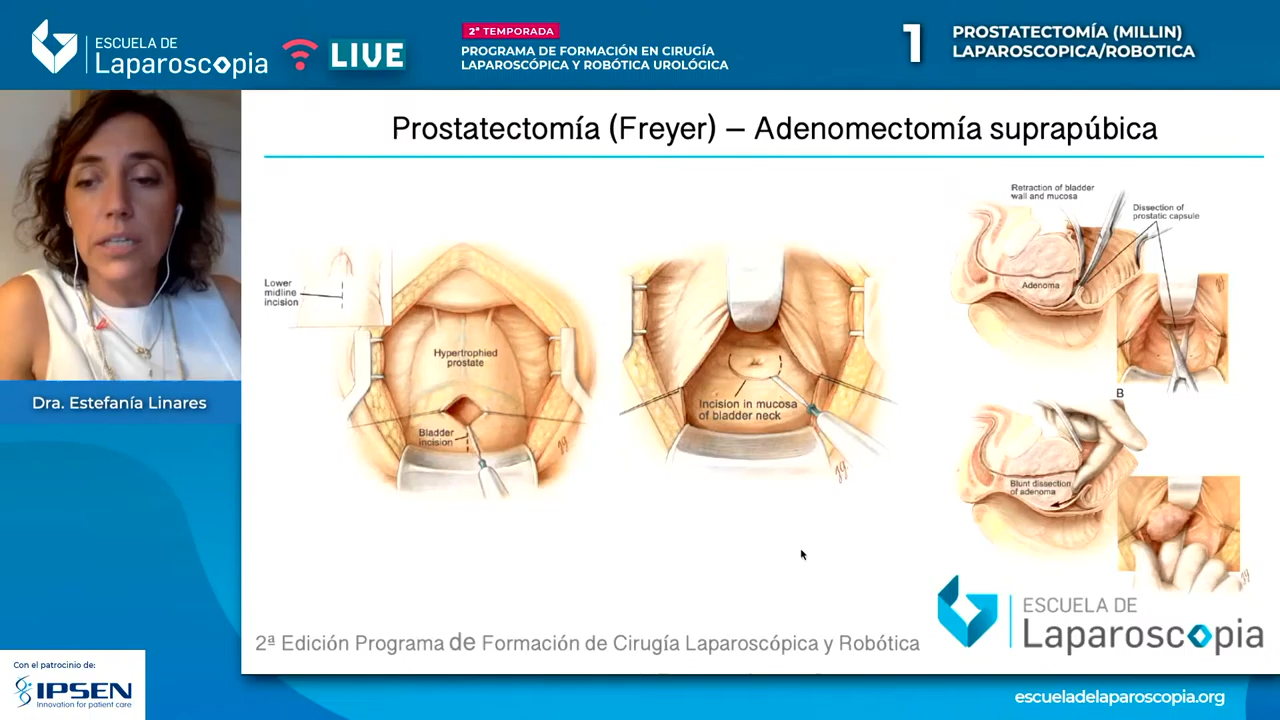 ESCUELA DE
Laparoscopia
LIVE
2ª TEMPORADA
PROGRAMA DE FORMACIÓN EN CIRUGÍA
LAPAROSCÓPICA Y ROBÓTICA UROLÓGICA
1
PROSTATECTOMÍA (MILLIN)
LAPAROSCOPICA/ROBOTICA
Prostatectomía (Freyer) – Adenomectomía suprapúbica
Lower
midline
incision
Hypertrophied
prostate
Bladder
incision
Incision in mucosa
of bladder neck
Retraction of bladder
wall and mucosa
Dissection of
prostatic capsule
Adenoma
B
Blunt dissection
of adenoma
Dra. Estefanía Linares
2ª Edición Programa de Formación de Cirugía Laparoscópica y Robótica
ESCUELA DE
Laparoscopia
Con el patrocinio de:
IPSEN
Innovation for patient care
escueladelaparoscopia.org